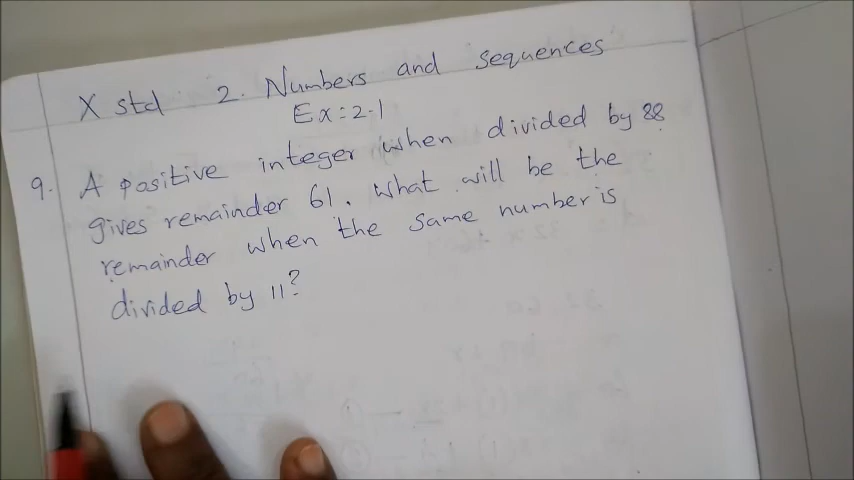 X std 2. Numbers and sequences
Ex:2.1
9. A positive integer when divided by 88
gives remainder 61. What will be the
remainder when the same number is
divided by 11?